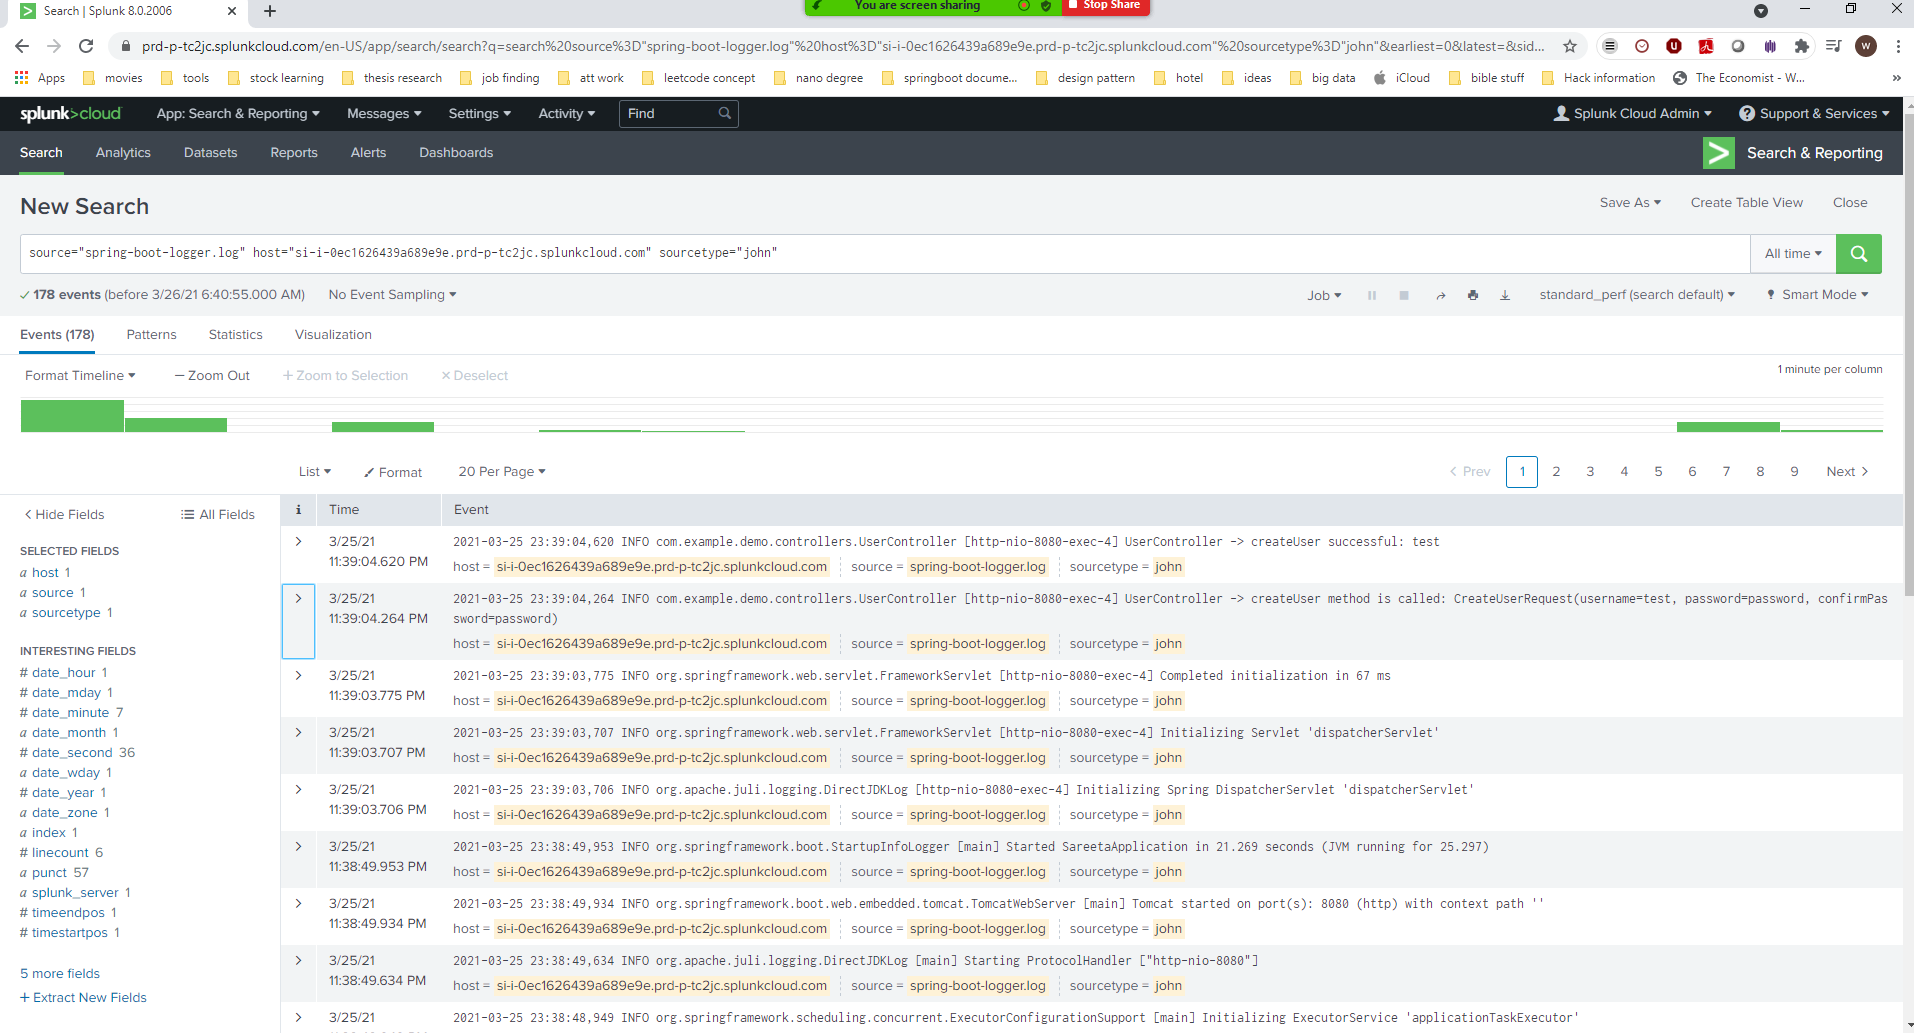 Search | Splunk 8.0.2006
You are screen sharing
Stop Share
prd-p-tc2jc.splunkcloud.com/en-US/app/search/search?q=search%20source%3D"spring-boot-logger.log"%20host%3D"si-i-0ec1626439a689e9e.prd-p-tc2jc.splunkcloud.com"%20sourcetype%3D"john"&earliest=0&latest=&sid...
W
Apps movies tools stock learning thesis research job finding att work leetcode concept nano degree springboot docume... design pattern hotel ideas big data iCloud bible stuff Hack information The Economist - W... »
splunk>cloud App: Search & Reporting Messages Settings Activity Find Splunk Cloud Admin Support & Services
Search Analytics Datasets Reports Alerts Dashboards Search & Reporting
New Search Save As Create Table View Close
source="spring-boot-logger.log" host="si-i-0ec1626439a689e9e.prd-p-tc2jc.splunkcloud.com" sourcetype="john" All time
✓ 178 events (before 3/26/21 6:40:55.000 AM) No Event Sampling Job standard_perf (search default) Smart Mode
Events (178) Patterns Statistics Visualization
Format Timeline — Zoom Out + Zoom to Selection × Deselect 1 minute per column
List Format 20 Per Page < Prev 1 2 3 4 5 6 7 8 9 Next >
< Hide Fields All Fields
SELECTED FIELDS
a host 1
a source 1
a sourcetype 1
INTERESTING FIELDS
# date_hour 1
# date_mday 1
# date_minute 7
a date_month 1
# date_second 36
a date_wday 1
# date_year 1
a date_zone 1
a index 1
# linecount 6
a punct 57
a splunk_server 1
# timeendpos 1
# timestartpos 1
5 more fields
+ Extract New Fields
i Time Event
3/25/21 2021-03-25 23:39:04,620 INFO com.example.demo.controllers.UserController [http-nio-8080-exec-4] UserController -> createUser successful: test
11:39:04.620 PM host = si-i-0ec1626439a689e9e.prd-p-tc2jc.splunkcloud.com source = spring-boot-logger.log sourcetype = john
3/25/21 2021-03-25 23:39:04,264 INFO com.example.demo.controllers.UserController [http-nio-8080-exec-4] UserController -> createUser method is called: CreateUserRequest(username=test, password=password, confirmPas
11:39:04.264 PM sword=password)
host = si-i-0ec1626439a689e9e.prd-p-tc2jc.splunkcloud.com source = spring-boot-logger.log sourcetype = john
3/25/21 2021-03-25 23:39:03,775 INFO org.springframework.web.servlet.FrameworkServlet [http-nio-8080-exec-4] Completed initialization in 67 ms
11:39:03.775 PM host = si-i-0ec1626439a689e9e.prd-p-tc2jc.splunkcloud.com source = spring-boot-logger.log sourcetype = john
3/25/21 2021-03-25 23:39:03,707 INFO org.springframework.web.servlet.FrameworkServlet [http-nio-8080-exec-4] Initializing Servlet 'dispatcherServlet'
11:39:03.707 PM host = si-i-0ec1626439a689e9e.prd-p-tc2jc.splunkcloud.com source = spring-boot-logger.log sourcetype = john
3/25/21 2021-03-25 23:39:03,706 INFO org.apache.juli.logging.DirectJDKLog [http-nio-8080-exec-4] Initializing Spring DispatcherServlet 'dispatcherServlet'
11:39:03.706 PM host = si-i-0ec1626439a689e9e.prd-p-tc2jc.splunkcloud.com source = spring-boot-logger.log sourcetype = john
3/25/21 2021-03-25 23:38:49,953 INFO org.springframework.boot.StartupInfoLogger [main] Started SareetaApplication in 21.269 seconds (JVM running for 25.297)
11:38:49.953 PM host = si-i-0ec1626439a689e9e.prd-p-tc2jc.splunkcloud.com source = spring-boot-logger.log sourcetype = john
3/25/21 2021-03-25 23:38:49,934 INFO org.springframework.boot.web.embedded.tomcat.TomcatWebServer [main] Tomcat started on port(s): 8080 (http) with context path ''
11:38:49.934 PM host = si-i-0ec1626439a689e9e.prd-p-tc2jc.splunkcloud.com source = spring-boot-logger.log sourcetype = john
3/25/21 2021-03-25 23:38:49,634 INFO org.apache.juli.logging.DirectJDKLog [main] Starting ProtocolHandler ["http-nio-8080"]
11:38:49.634 PM host = si-i-0ec1626439a689e9e.prd-p-tc2jc.splunkcloud.com source = spring-boot-logger.log sourcetype = john
3/25/21 2021-03-25 23:38:48,949 INFO org.springframework.scheduling.concurrent.ExecutorConfigurationSupport [main] Initializing ExecutorService 'applicationTaskExecutor'